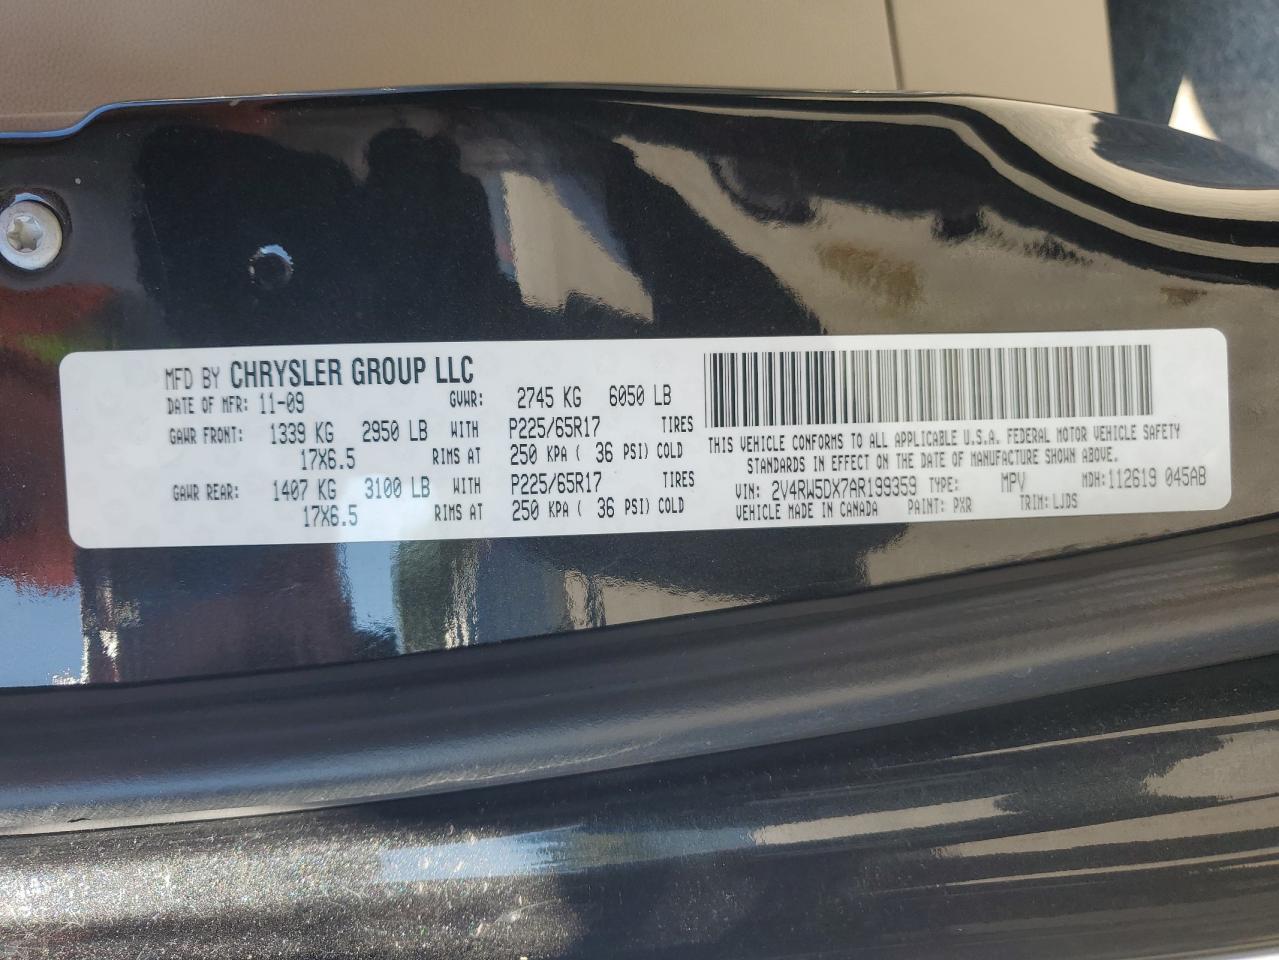 MFD BY CHRYSLER GROUP LLC
DATE OF MFR: 11-09 GVWR: 2745 KG 6050 LB
GAWR FRONT: 1339 KG 2950 LB WITH P225/65R17 TIRES
17X6.5 RIMS AT 250 KPA ( 36 PSI) COLD
GAWR REAR: 1407 KG 3100 LB WITH P225/65R17 TIRES
17X6.5 RIMS AT 250 KPA ( 36 PSI) COLD
THIS VEHICLE CONFORMS TO ALL APPLICABLE U.S.A. FEDERAL MOTOR VEHICLE SAFETY
STANDARDS IN EFFECT ON THE DATE OF MANUFACTURE SHOWN ABOVE.
VIN: 2V4RW5DX7AR199359 TYPE: MPV MDH: 112619 045AB
VEHICLE MADE IN CANADA PAINT: PXR TRIM: LJDS